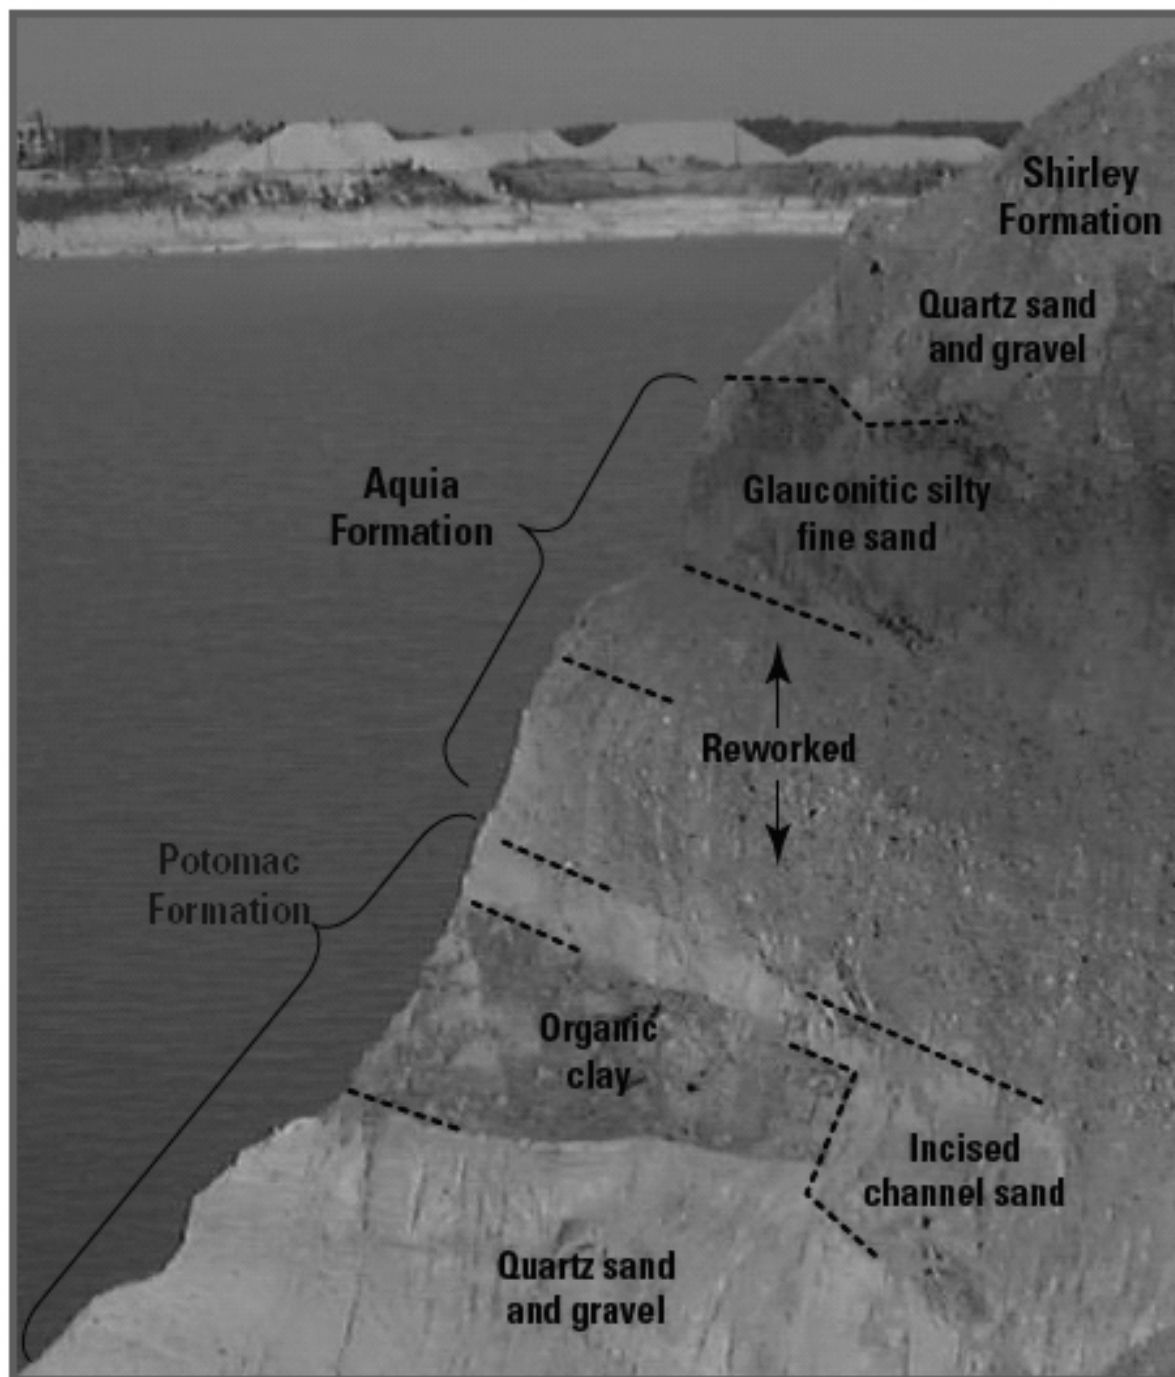 Shirley
Formation
Quartz sand
and gravel
Aquia
Formation
Glauconitic silty
fine sand
Reworked
Potomac
Formation
Organic
clay
Incised
channel sand
Quartz sand
and gravel